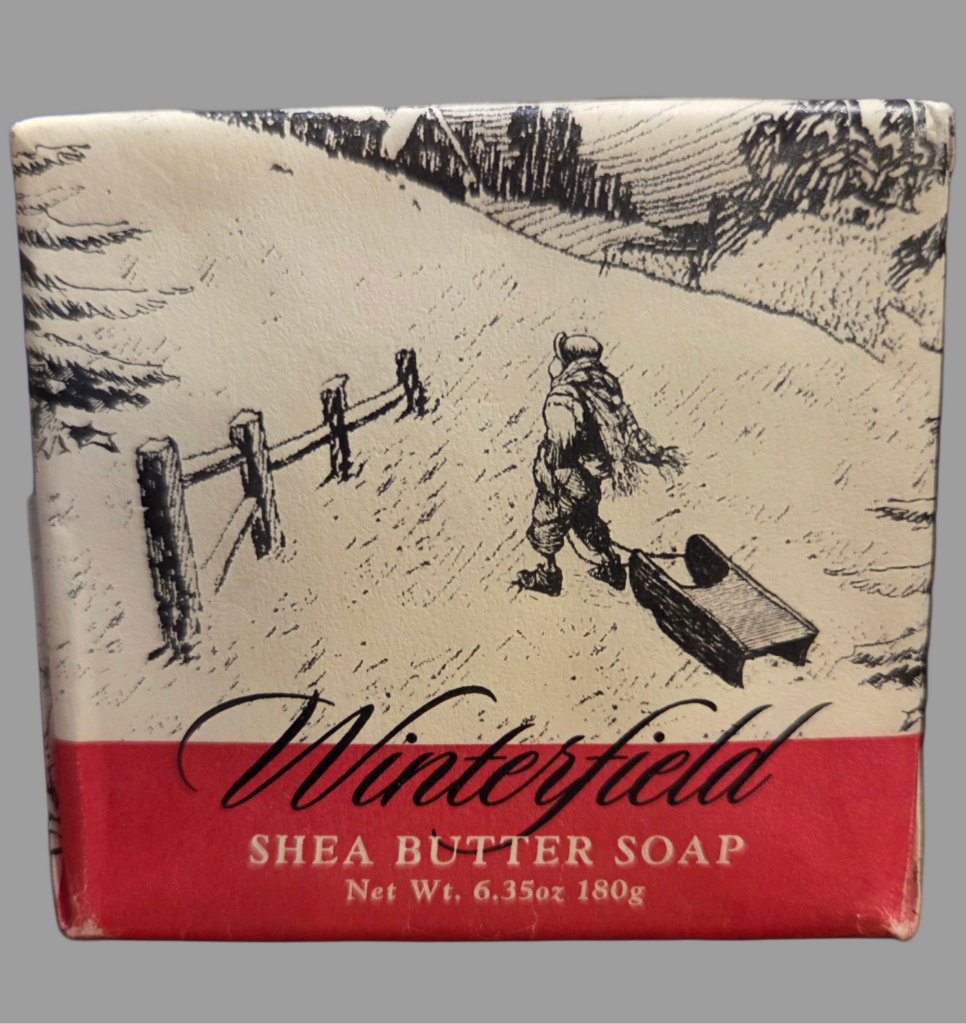 Winterfield
SHEA BUTTER SOAP
Net Wt. 6.35oz 180g